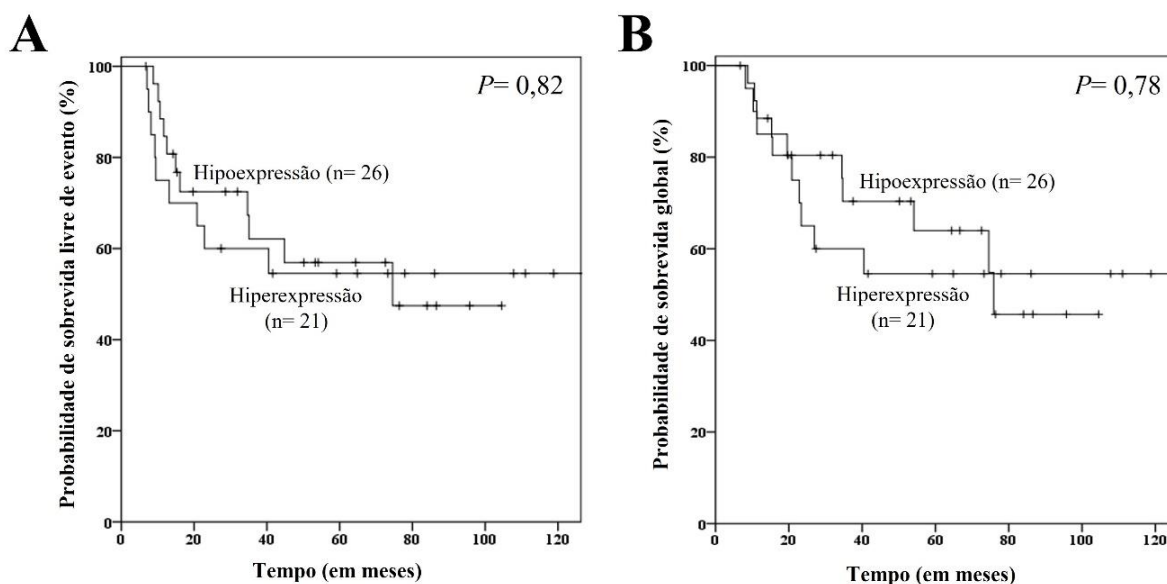 A
Probabilidade de sobrevida livre de evento (%)
100
80
60
40
20
0
P= 0,82
Hipoexpressão (n= 26)
Hiperexpressão
(n= 21)
0 20 40 60 80 100 120
Tempo (em meses)
B
Probabilidade de sobrevida global (%)
100
80
60
40
20
0
P= 0,78
Hipoexpressão (n= 26)
Hiperexpressão
(n= 21)
0 20 40 60 80 100 120
Tempo (em meses)